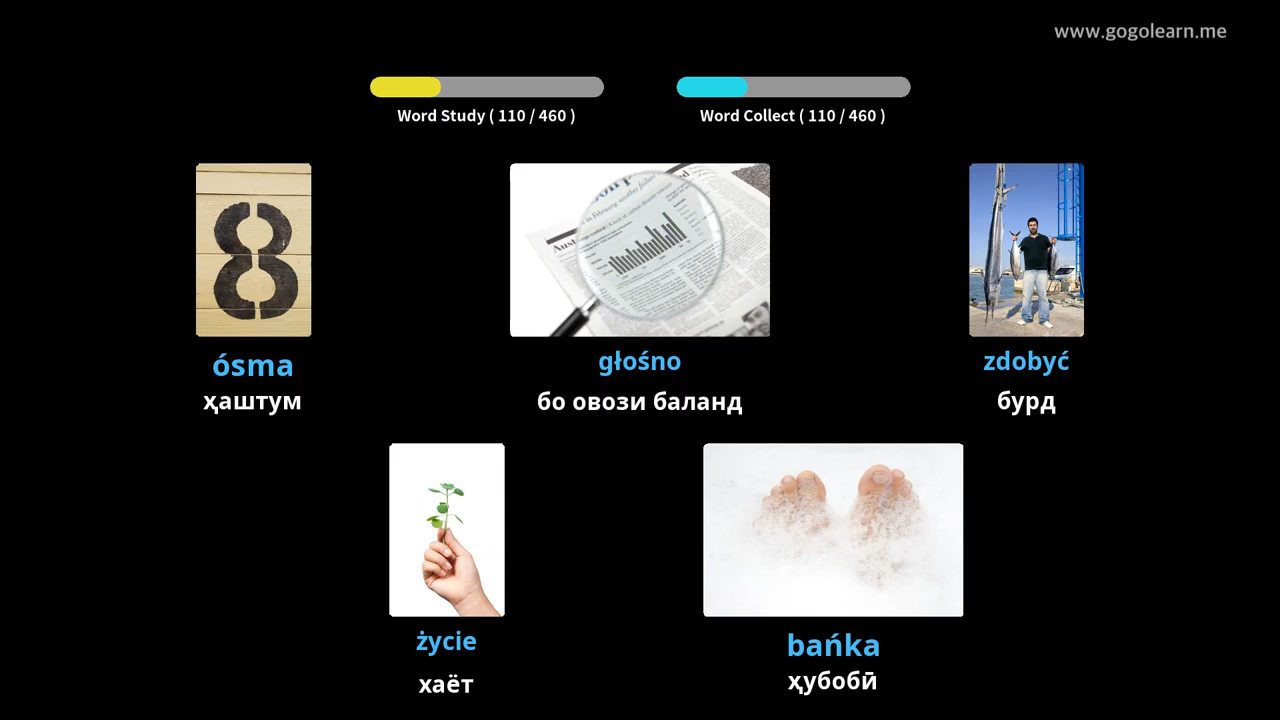 www.gogolearn.me
Word Study ( 110 / 460 )
Word Collect ( 110 / 460 )
8
ósma
ҳаштум
głośno
бо овози баланд
zdobyć
бурд
życie
хаёт
bańka
ҳубобӣ